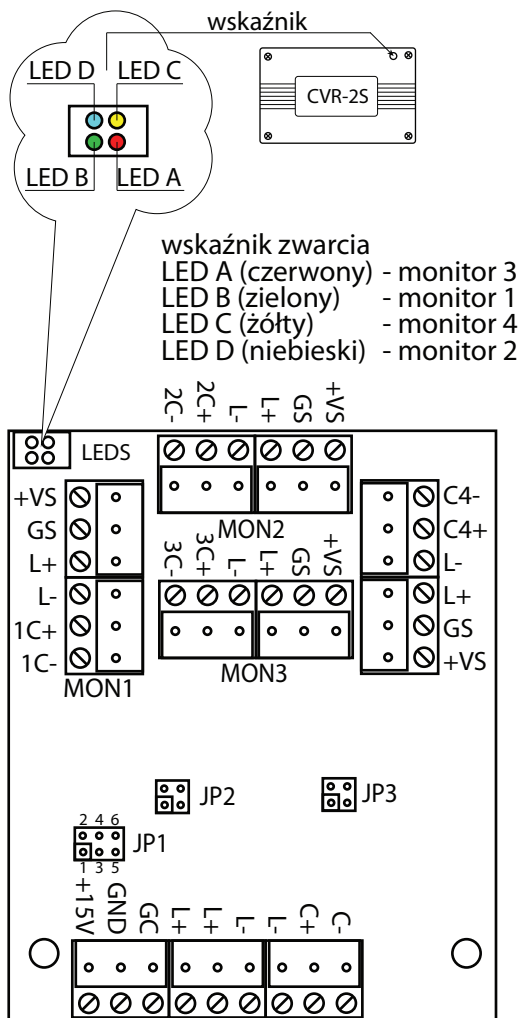 wskaźnik
LED D LED C
CVR-2S
LED B LED A
wskaźnik zwarcia
LED A (czerwony) - monitor 3
LED B (zielony) - monitor 1
LED C (żółty) - monitor 4
LED D (niebieski) - monitor 2
2C- 2C+ L- L+ GS +VS
LEDS
MON2
+VS
GS
L+
L-
1C+
1C-
MON1
3C- 3C+ L- L+ GS +VS
MON3
C4-
C4+
L-
L+
GS
+VS
JP2
JP3
2 4 6
JP1
1 3 5
+15V GND GC L+ L+ L- L- C+ C-